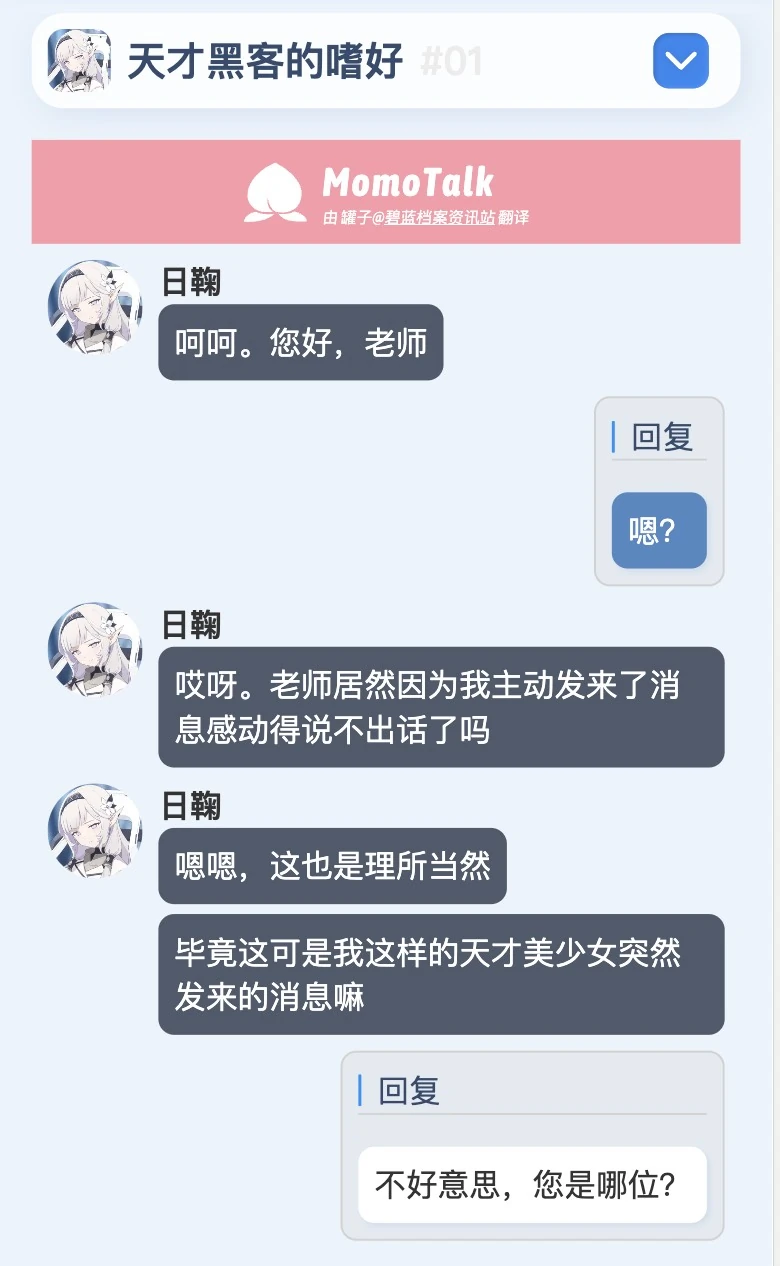 天才黑客的嗜好 #01
MomoTalk
由 罐子@碧蓝档案资讯站 翻译
日鞠
呵呵。您好，老师
回复
嗯？
日鞠
哎呀。老师居然因为我主动发来了消
息感动得说不出话了吗
日鞠
嗯嗯，这也是理所当然
毕竟这可是我这样的天才美少女突然
发来的消息嘛
回复
不好意思，您是哪位？